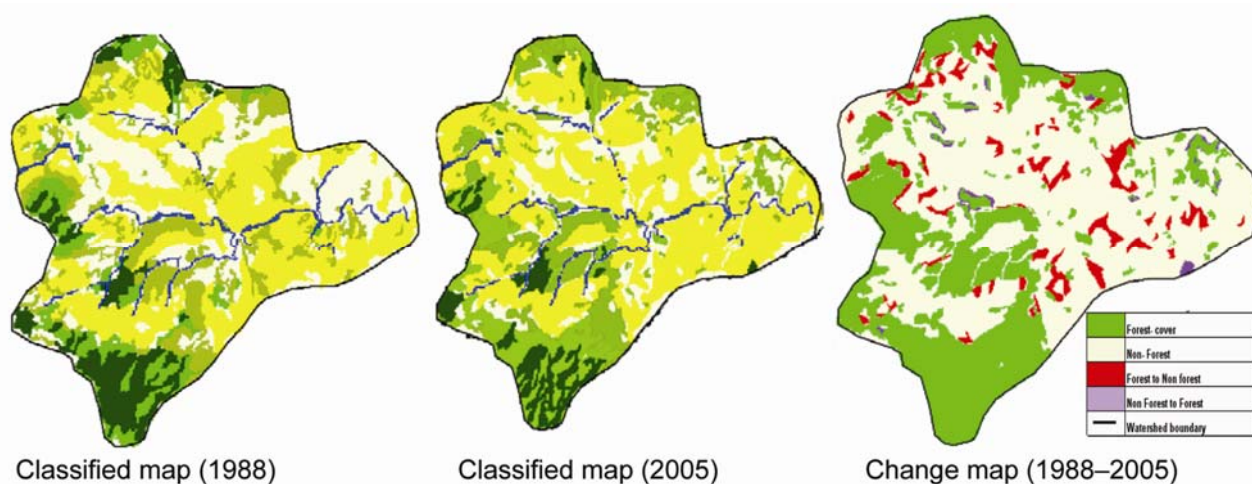 Forest- cover
Non- Forest
Forest to Non forest
Non Forest to Forest
Watershed boundary
Classified map (1988)
Classified map (2005)
Change map (1988–2005)